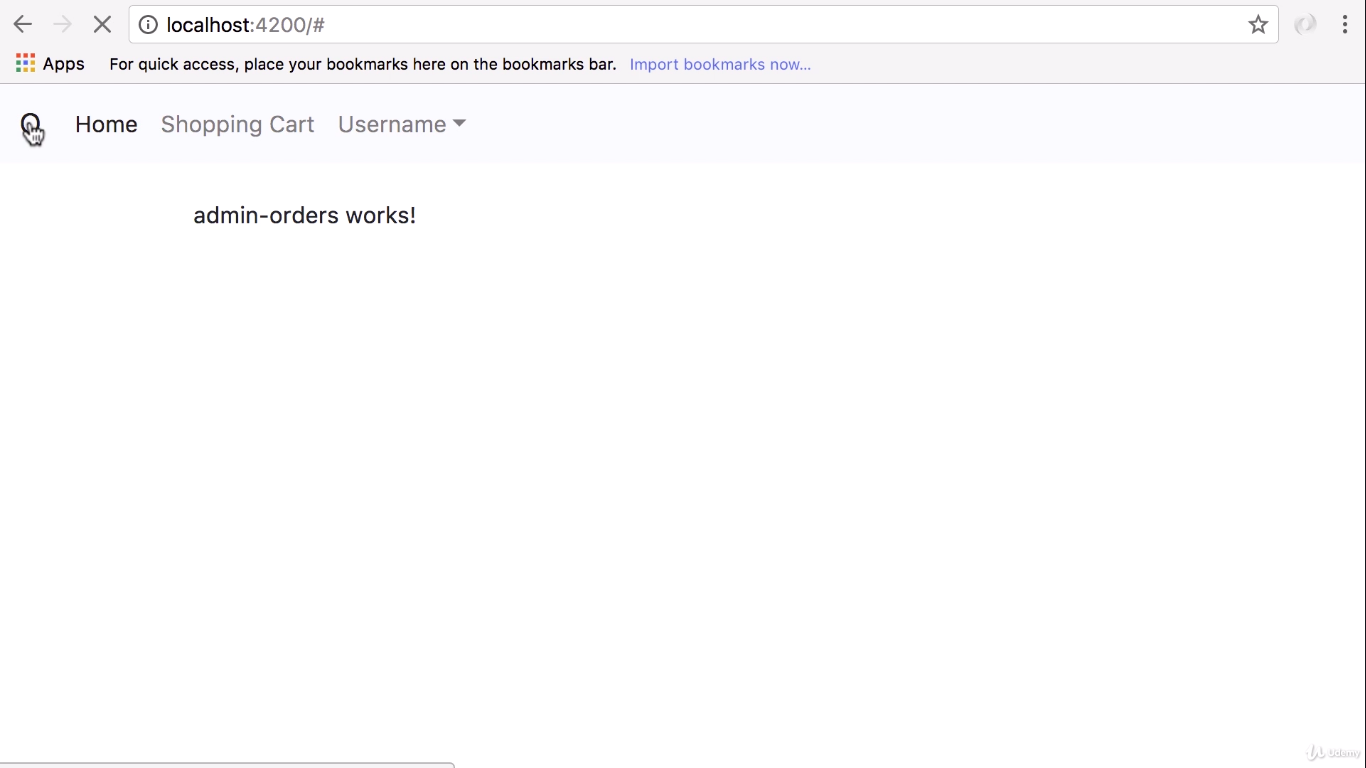 localhost:4200/#
Apps For quick access, place your bookmarks here on the bookmarks bar. Import bookmarks now...
O Home Shopping Cart Username
admin-orders works!
Udemy